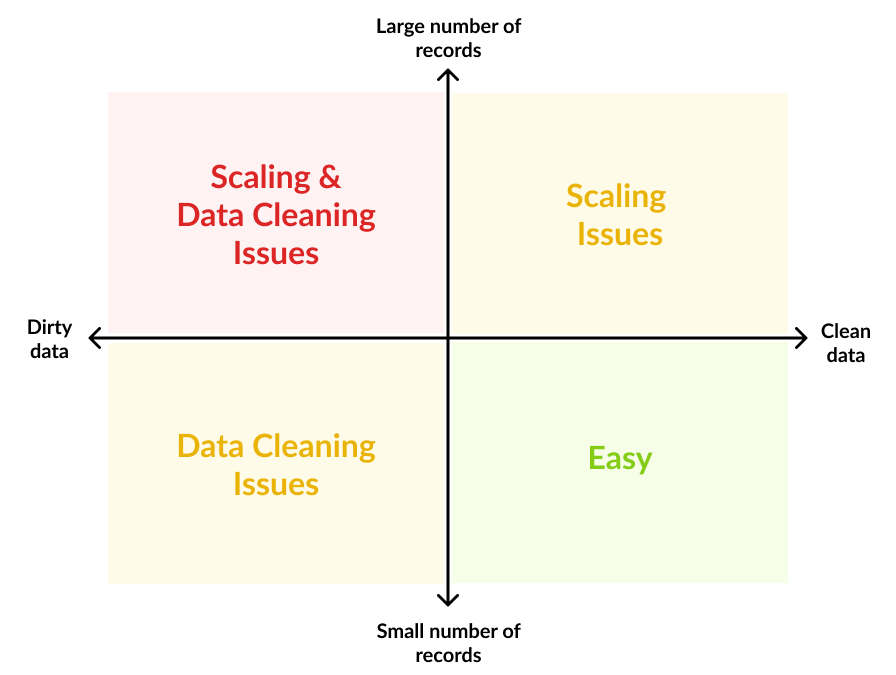 Large number of
records
Scaling &
Data Cleaning
Issues
Scaling
Issues
Dirty
data
Clean
data
Data Cleaning
Issues
Easy
Small number of
records